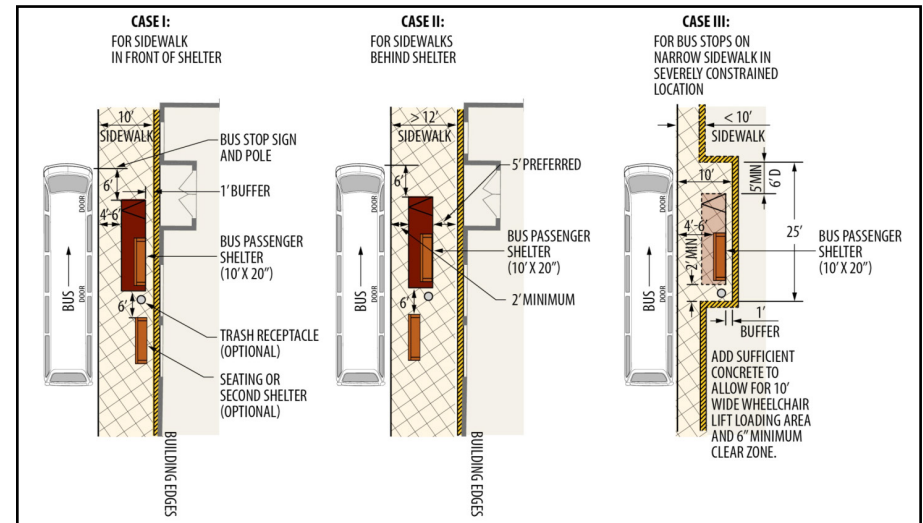 CASE I:
FOR SIDEWALK
IN FRONT OF SHELTER
10’
SIDEWALK
BUS STOP SIGN
AND POLE
6’
1’ BUFFER
4’-6”
BUS PASSENGER
SHELTER
(10’ X 20”)
6’
TRASH RECEPTACLE
(OPTIONAL)
SEATING OR
SECOND SHELTER
(OPTIONAL)
DOOR
DOOR
BUS
BUILDING EDGES
CASE II:
FOR SIDEWALKS
BEHIND SHELTER
> 12’
SIDEWALK
6’
5’ PREFERRED
BUS PASSENGER
SHELTER
(10’ X 20”)
2’ MINIMUM
6’
DOOR
DOOR
BUS
BUILDING EDGES
CASE III:
FOR BUS STOPS ON
NARROW SIDEWALK IN
SEVERELY CONSTRAINED
LOCATION
< 10’
SIDEWALK
10’
5’MIN
6’ D
4’-6”
25’
BUS PASSENGER
SHELTER
(10’ X 20”)
2’ MIN
1’
BUFFER
DOOR
DOOR
BUS
ADD SUFFICIENT
CONCRETE TO
ALLOW FOR 10’
WIDE WHEELCHAIR
LIFT LOADING AREA
AND 6” MINIMUM
CLEAR ZONE.